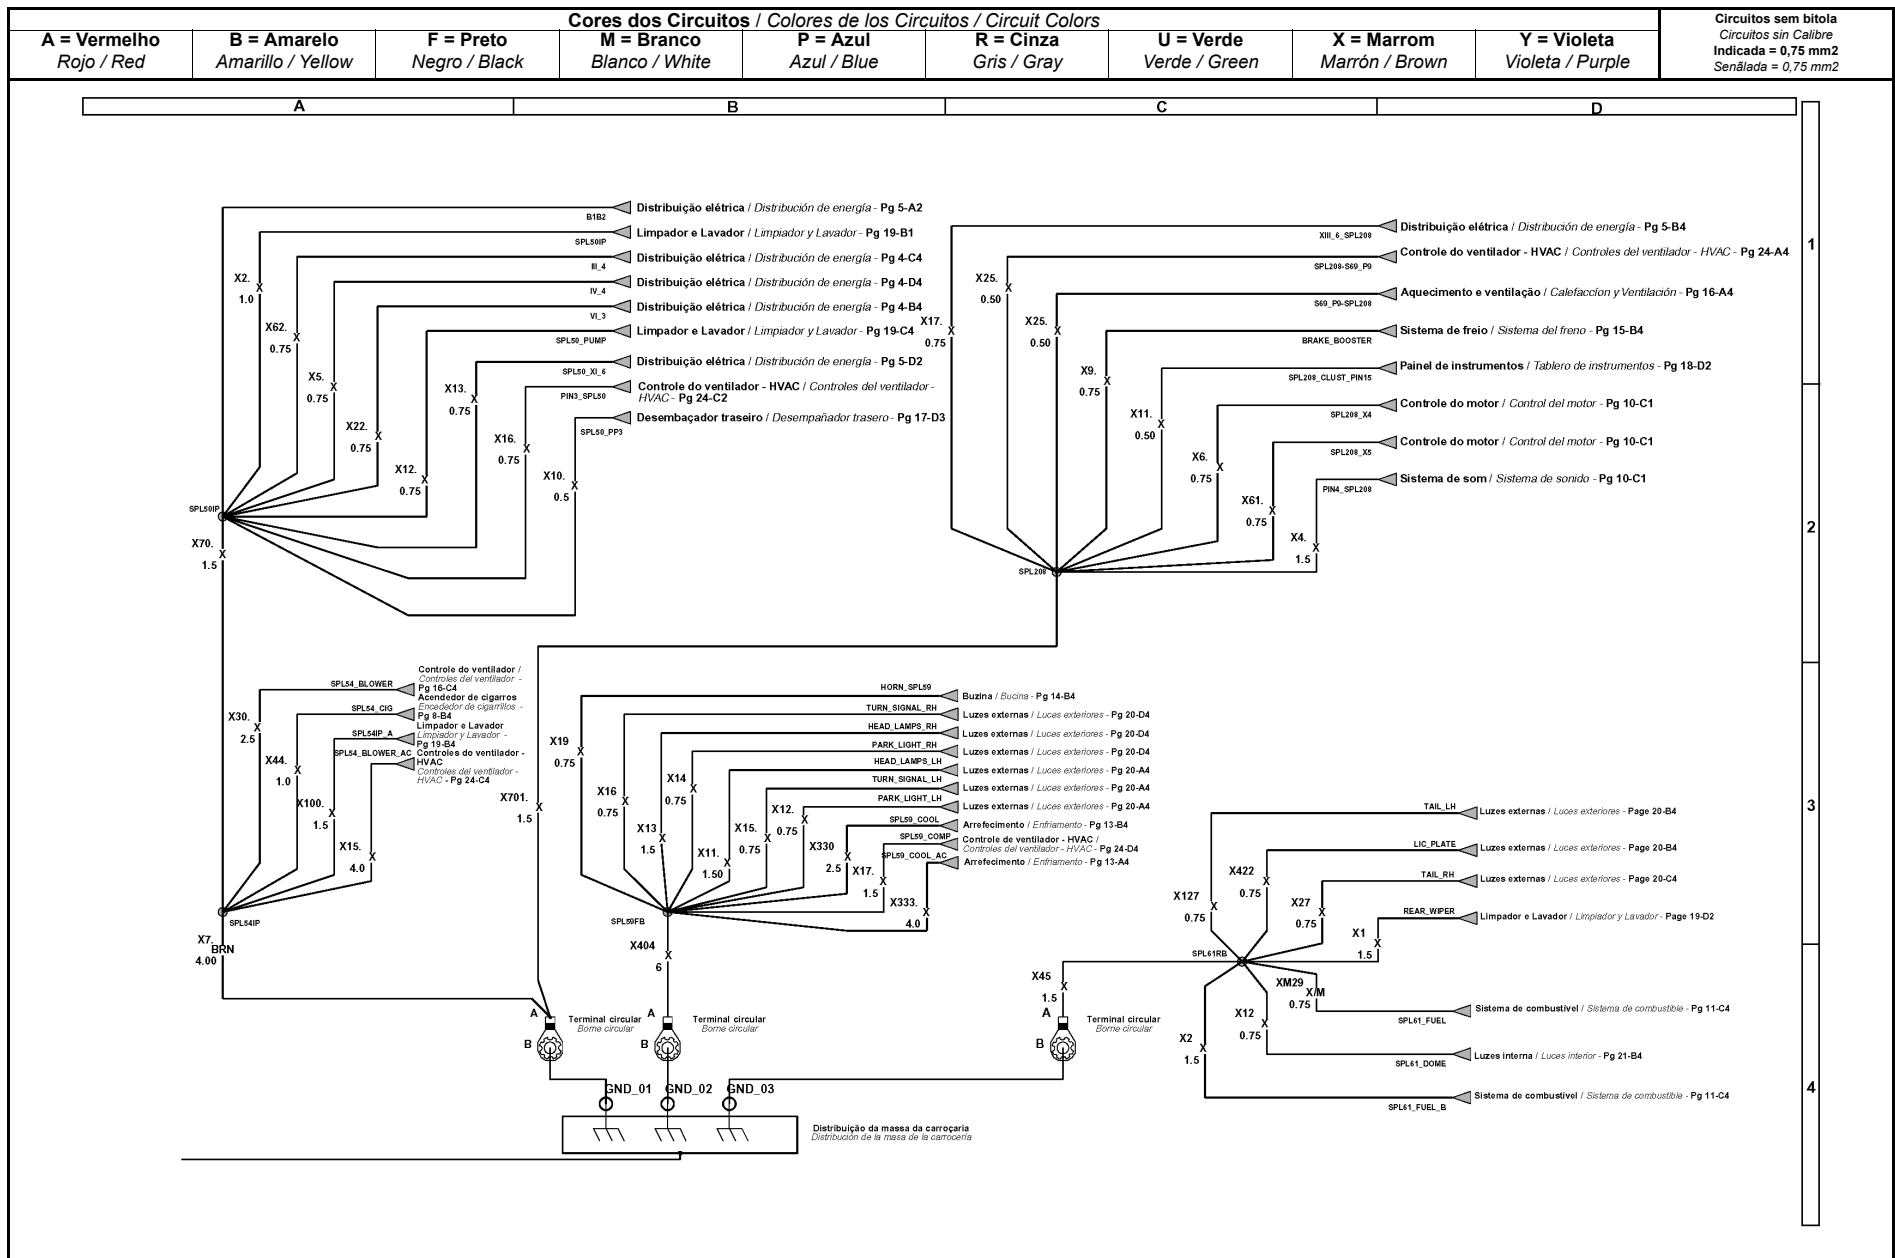 Cores dos Circuitos / Colores de los Circuitos / Circuit Colors
A = Vermelho
Rojo / Red
B = Amarelo
Amarillo / Yellow
F = Preto
Negro / Black
M = Branco
Blanco / White
P = Azul
Azul / Blue
R = Cinza
Gris / Gray
U = Verde
Verde / Green
X = Marrom
Marrón / Brown
Y = Violeta
Violeta / Purple
Circuitos sem bitola
Circuitos sin Calibre
Indicada = 0,75 mm2
Senãlada = 0,75 mm2
A
B
C
D
1
2
3
4
B1B2
Distribuição elétrica / Distribución de energía - Pg 5-A2
SPL50IP
Limpador e Lavador / Limpiador y Lavador - Pg 19-B1
III_4
Distribuição elétrica / Distribución de energía - Pg 4-C4
IV_4
Distribuição elétrica / Distribución de energía - Pg 4-D4
VI_3
Distribuição elétrica / Distribución de energía - Pg 4-B4
SPL50_PUMP
Limpador e Lavador / Limpiador y Lavador - Pg 19-C4
SPL50_XI_6
Distribuição elétrica / Distribución de energía - Pg 5-D2
PIN3_SPL50
Controle do ventilador - HVAC / Controles del ventilador -
HVAC - Pg 24-C2
SPL50_PP3
Desembaçador traseiro / Desempañador trasero - Pg 17-D3
X2.
X
1.0
X62.
X
0.75
X5.
X
0.75
X22.
X
0.75
X12.
X
0.75
X13.
X
0.75
X16.
X
0.75
X10.
X
0.5
SPL50IP
X70.
X
1.5
XIII_6_SPL208
Distribuição elétrica / Distribución de energía - Pg 5-B4
SPL208-S69_P9
Controle do ventilador - HVAC / Controles del ventilador - HVAC - Pg 24-A4
S69_P9-SPL208
Aquecimento e ventilação / Calefaccíon y Ventilación - Pg 16-A4
BRAKE_BOOSTER
Sistema de freio / Sistema del freno - Pg 15-B4
SPL208_CLUST_PIN15
Painel de instrumentos / Tablero de instrumentos - Pg 18-D2
SPL208_X4
Controle do motor / Control del motor - Pg 10-C1
SPL208_X5
Controle do motor / Control del motor - Pg 10-C1
PIN4_SPL208
Sistema de som / Sistema de sonido - Pg 10-C1
X17.
X
0.75
X25.
X
0.50
X25.
X
0.50
X9.
X
0.75
X11.
X
0.50
X6.
X
0.75
X61.
X
0.75
X4.
X
1.5
SPL208
SPL54_BLOWER
Controle do ventilador /
Controles del ventilador -
Pg 16-C4
SPL54_CIG
Acendedor de cigarros
Encededor de cigarrillos -
Pg 8-B4
SPL54IP_A
Limpador e Lavador
Limpiador y Lavador -
Pg 19-B4
SPL54_BLOWER_AC
Controles do ventilador -
HVAC
Controles del ventilador -
HVAC - Pg 24-C4
X30.
X
2.5
X44.
X
1.0
X100.
X
1.5
X15.
X
4.0
SPL54IP
X7.
BRN
4.00
X701.
X
1.5
HORN_SPL59
Buzina / Bucina - Pg 14-B4
TURN_SIGNAL_RH
Luzes externas / Luces exteriores - Pg 20-D4
HEAD_LAMPS_RH
Luzes externas / Luces exteriores - Pg 20-D4
PARK_LIGHT_RH
Luzes externas / Luces exteriores - Pg 20-D4
HEAD_LAMPS_LH
Luzes externas / Luces exteriores - Pg 20-A4
TURN_SIGNAL_LH
Luzes externas / Luces exteriores - Pg 20-A4
PARK_LIGHT_LH
Luzes externas / Luces exteriores - Pg 20-A4
SPL59_COOL
Arrefecimento / Enfriamento - Pg 13-B4
SPL59_COMP
Controle de ventilador - HVAC /
Controles del ventilador - HVAC - Pg 24-D4
SPL59_COOL_AC
Arrefecimento / Enfriamento - Pg 13-A4
X19
X
0.75
X16
X
0.75
X13
X
1.5
X14
X
0.75
X11.
X
1.50
X15.
X
0.75
X12.
X
0.75
X330
X
2.5
X17.
X
1.5
X333.
X
4.0
SPL59FB
X404
X
6
TAIL_LH
Luzes externas / Luces exteriores - Page 20-B4
LIC_PLATE
Luzes externas / Luces exteriores - Page 20-B4
TAIL_RH
Luzes externas / Luces exteriores - Page 20-C4
REAR_WIPER
Limpador e Lavador / Limpiador y Lavador - Page 19-D2
X127
X
0.75
X422
X
0.75
X27
X
0.75
X1
X
1.5
SPL61RB
X45
X
1.5
XM29
X/M
0.75
SPL61_FUEL
Sistema de combustível / Sistema de combustible - Pg 11-C4
X12
X
0.75
SPL61_DOME
Luzes interna / Luces interior - Pg 21-B4
X2
X
1.5
SPL61_FUEL_B
Sistema de combustível / Sistema de combustible - Pg 11-C4
A
B
Terminal circular
Borne circular
A
B
Terminal circular
Borne circular
A
B
Terminal circular
Borne circular
GND_01
GND_02
GND_03
Distribuição da massa da carroçaria
Distribución de la masa de la carrocería